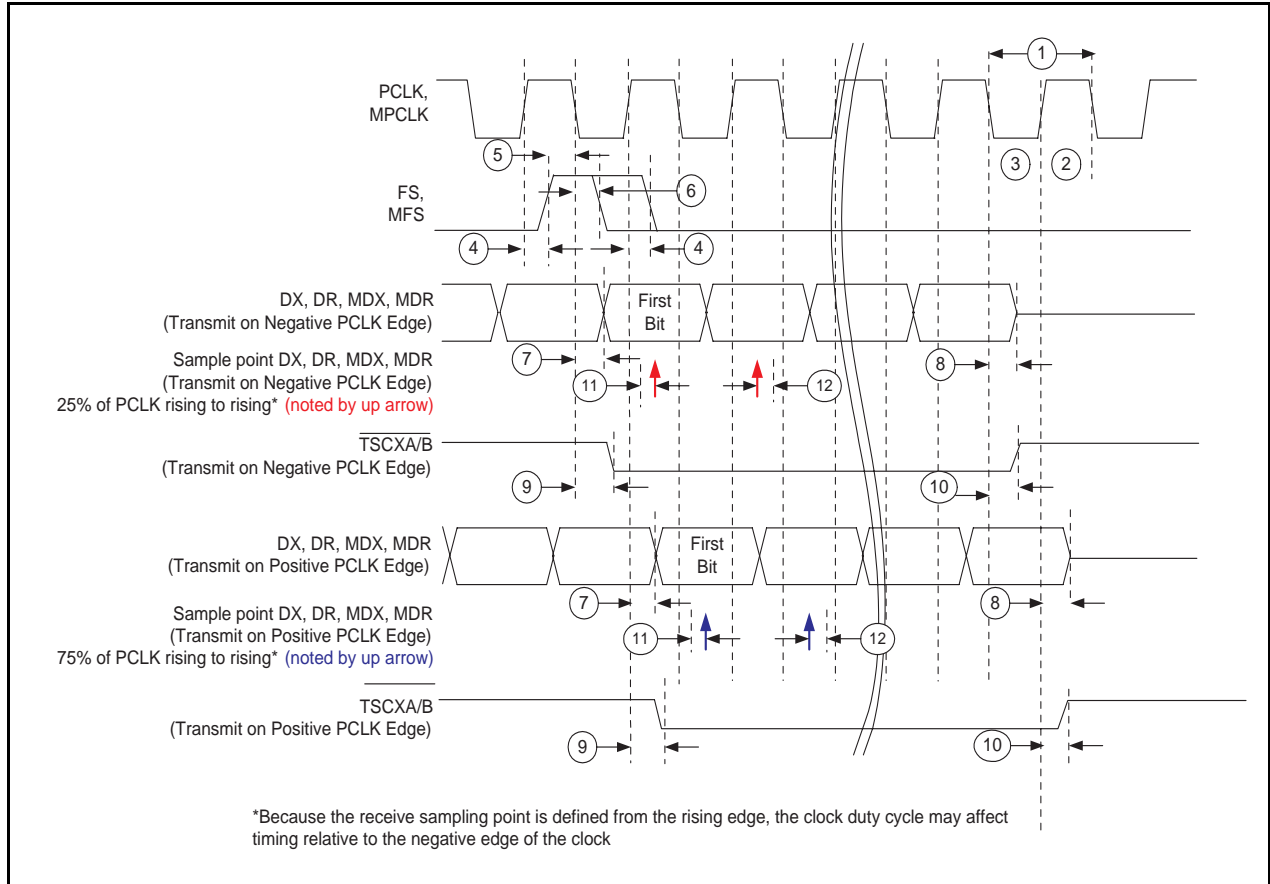 1
PCLK,
MPCLK
3
2
5
6
FS,
MFS
4
4
DX, DR, MDX, MDR
(Transmit on Negative PCLK Edge)
First
Bit
7
8
Sample point DX, DR, MDX, MDR
(Transmit on Negative PCLK Edge)
25% of PCLK rising to rising* (noted by up arrow)
11
12
TSCXA/B
(Transmit on Negative PCLK Edge)
9
10
DX, DR, MDX, MDR
(Transmit on Positive PCLK Edge)
First
Bit
7
8
Sample point DX, DR, MDX, MDR
(Transmit on Positive PCLK Edge)
75% of PCLK rising to rising* (noted by up arrow)
11
12
TSCXA/B
(Transmit on Positive PCLK Edge)
9
10
*Because the receive sampling point is defined from the rising edge, the clock duty cycle may affect
timing relative to the negative edge of the clock